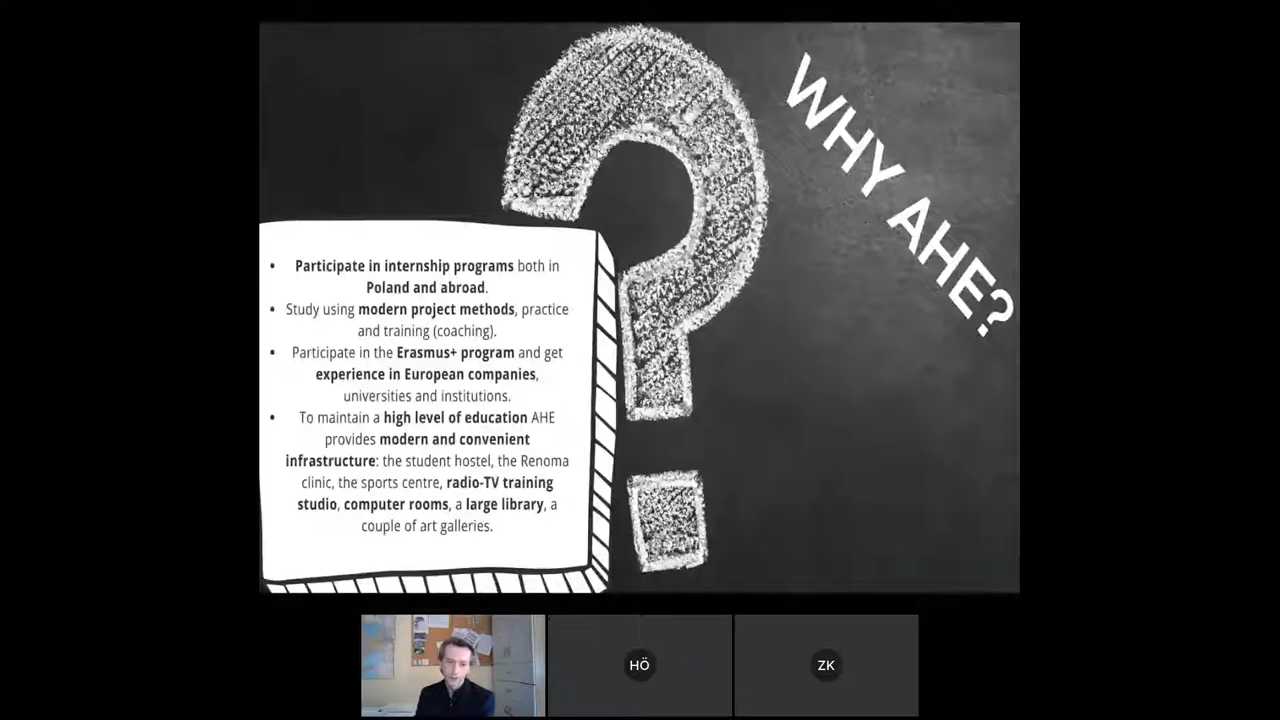 WHY AHE?
• Participate in internship programs both in
Poland and abroad.
• Study using modern project methods, practice
and training (coaching).
• Participate in the Erasmus+ program and get
experience in European companies,
universities and institutions.
• To maintain a high level of education AHE
provides modern and convenient
infrastructure: the student hostel, the Renoma
clinic, the sports centre, radio-TV training
studio, computer rooms, a large library, a
couple of art galleries.
HÖ
ZK